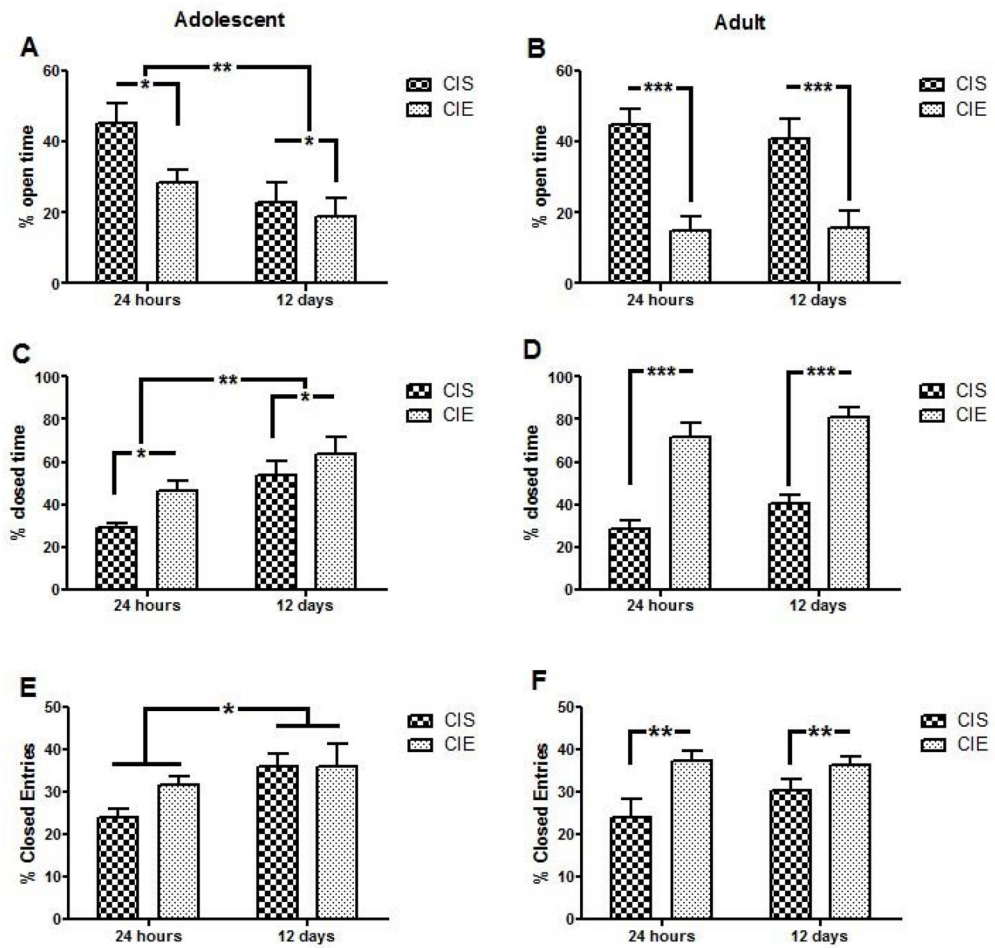 Adolescent
Adult
A
B
60
40
20
0
% open time
*
**
*
CIS
CIE
24 hours
12 days
60
40
20
0
% open time
***
***
CIS
CIE
24 hours
12 days
C
D
100
80
60
40
20
0
% closed time
**
*
*
CIS
CIE
24 hours
12 days
100
80
60
40
20
0
% closed time
***
***
CIS
CIE
24 hours
12 days
E
F
50
40
30
20
10
0
% Closed Entries
*
CIS
CIE
24 hours
12 days
50
40
30
20
10
0
% Closed Entries
**
**
CIS
CIE
24 hours
12 days